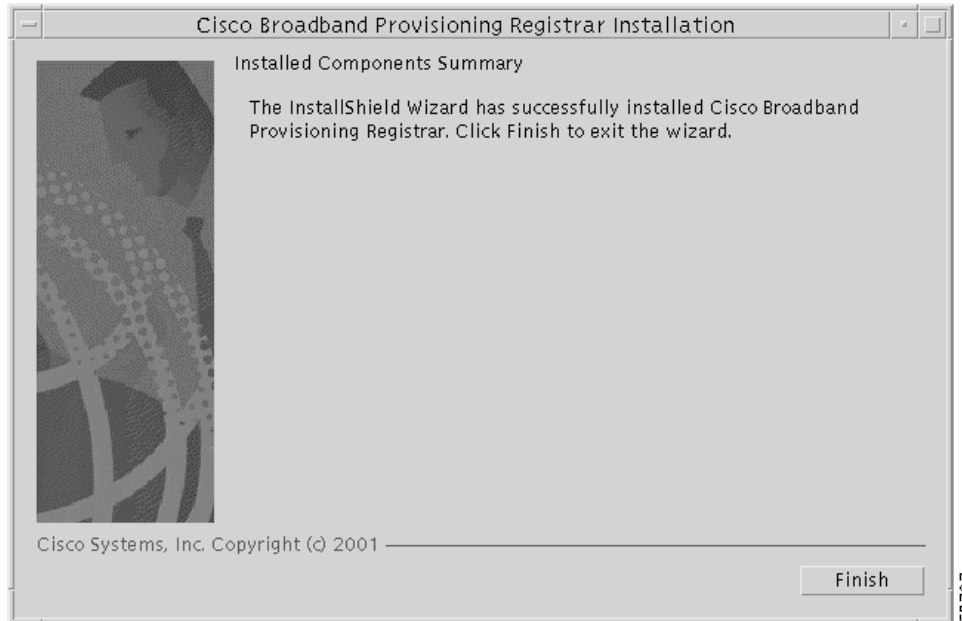 Cisco Broadband Provisioning Registrar Installation
Installed Components Summary
The InstallShield Wizard has successfully installed Cisco Broadband
Provisioning Registrar. Click Finish to exit the wizard.
Cisco Systems, Inc. Copyright (c) 2001
Finish